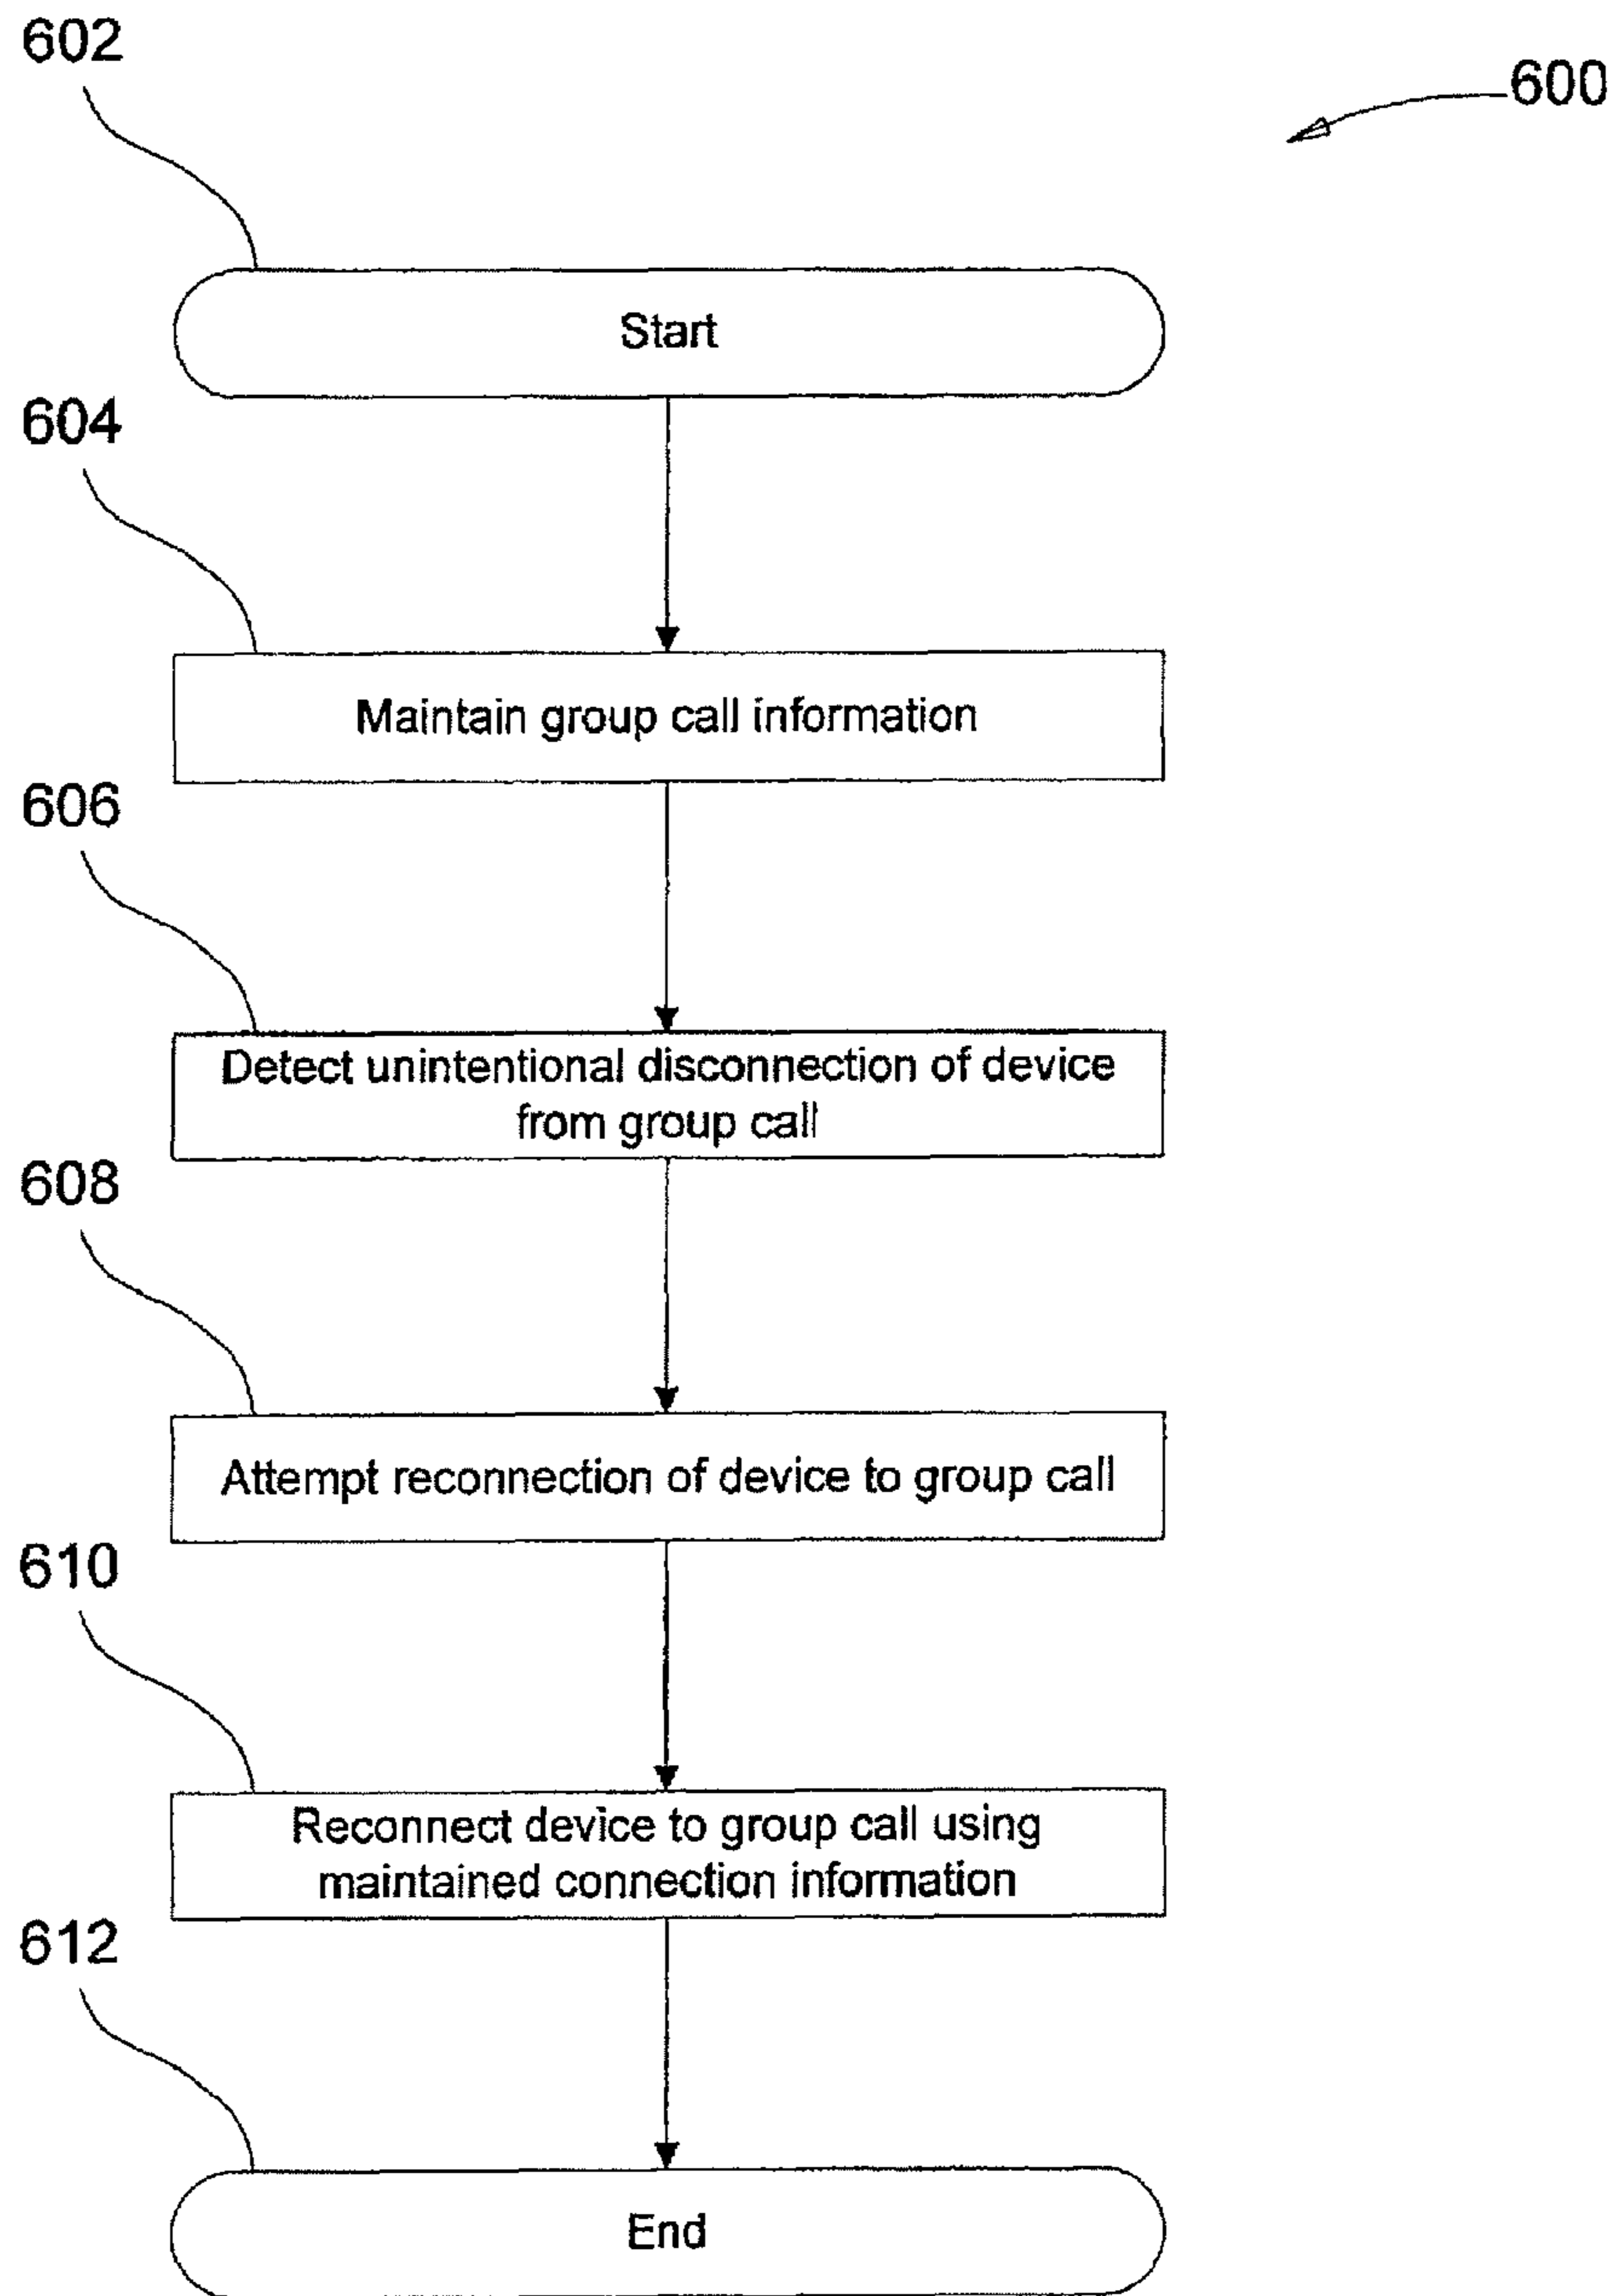 602
600
Start
604
Maintain group call information
606
Detect unintentional disconnection of device
from group call
608
Attempt reconnection of device to group call
610
Reconnect device to group call using
maintained connection information
612
End